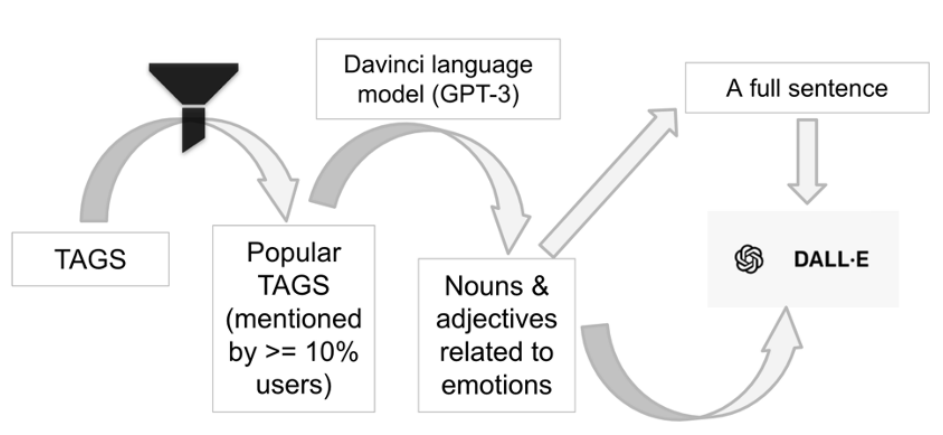 TAGS
Popular
TAGS
(mentioned
by >= 10%
users)
Davinci language
model (GPT-3)
Nouns &
adjectives
related to
emotions
A full sentence
DALL·E